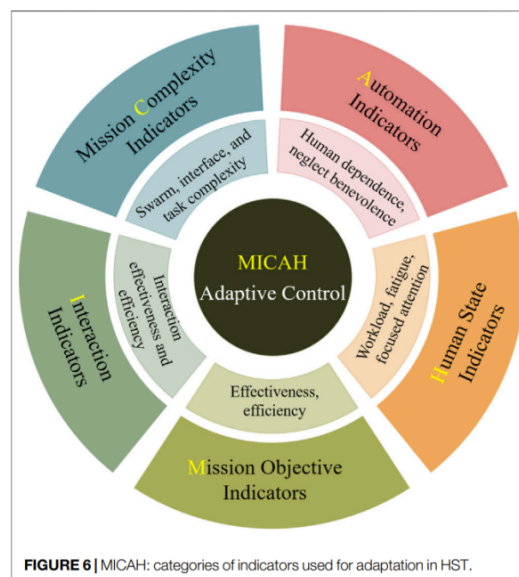 Mission Complexity
Indicators
Swarm, interface, and
task complexity
Automation
Indicators
Human dependence,
neglect benevolence
MICAH
Adaptive Control
Interaction
Indicators
Interaction
effectiveness and
efficiency
Workload, fatigue,
focused attention
Human State
Indicators
Effectiveness,
efficiency
Mission Objective
Indicators
FIGURE 6 | MICAH: categories of indicators used for adaptation in HST.